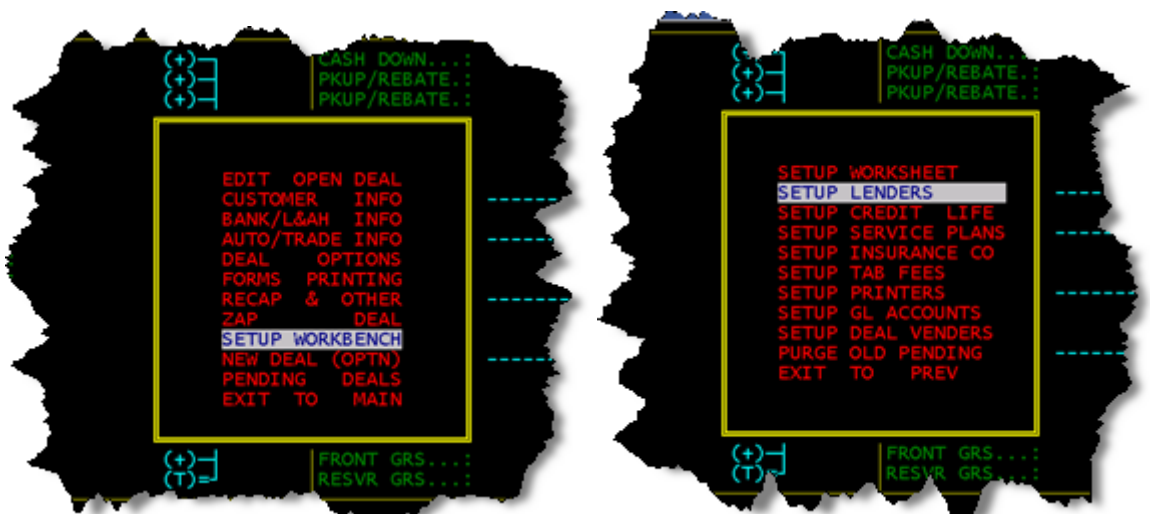 (+)
(+)
(+)
CASH DOWN...:
PKUP/REBATE.:
PKUP/REBATE.:
EDIT OPEN DEAL
CUSTOMER INFO
BANK/L&AH INFO
AUTO/TRADE INFO
DEAL OPTIONS
FORMS PRINTING
RECAP & OTHER
ZAP DEAL
SETUP WORKBENCH
NEW DEAL (OPTN)
PENDING DEALS
EXIT TO MAIN
(+)
(T)=
FRONT GRS...:
RESVR GRS...:
(+)
(+)
(+)
CASH DOWN...:
PKUP/REBATE.:
PKUP/REBATE.:
SETUP WORKSHEET
SETUP LENDERS
SETUP CREDIT LIFE
SETUP SERVICE PLANS
SETUP INSURANCE CO
SETUP TAB FEES
SETUP PRINTERS
SETUP GL ACCOUNTS
SETUP DEAL VENDERS
PURGE OLD PENDING
EXIT TO PREV
(+)
(T)=
FRONT GRS...:
RESVR GRS...: